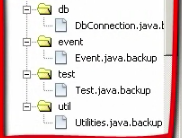 db
DbConnection.java.b
event
Event.java.backup
test
Test.java.backup
util
Utilities.java.backup